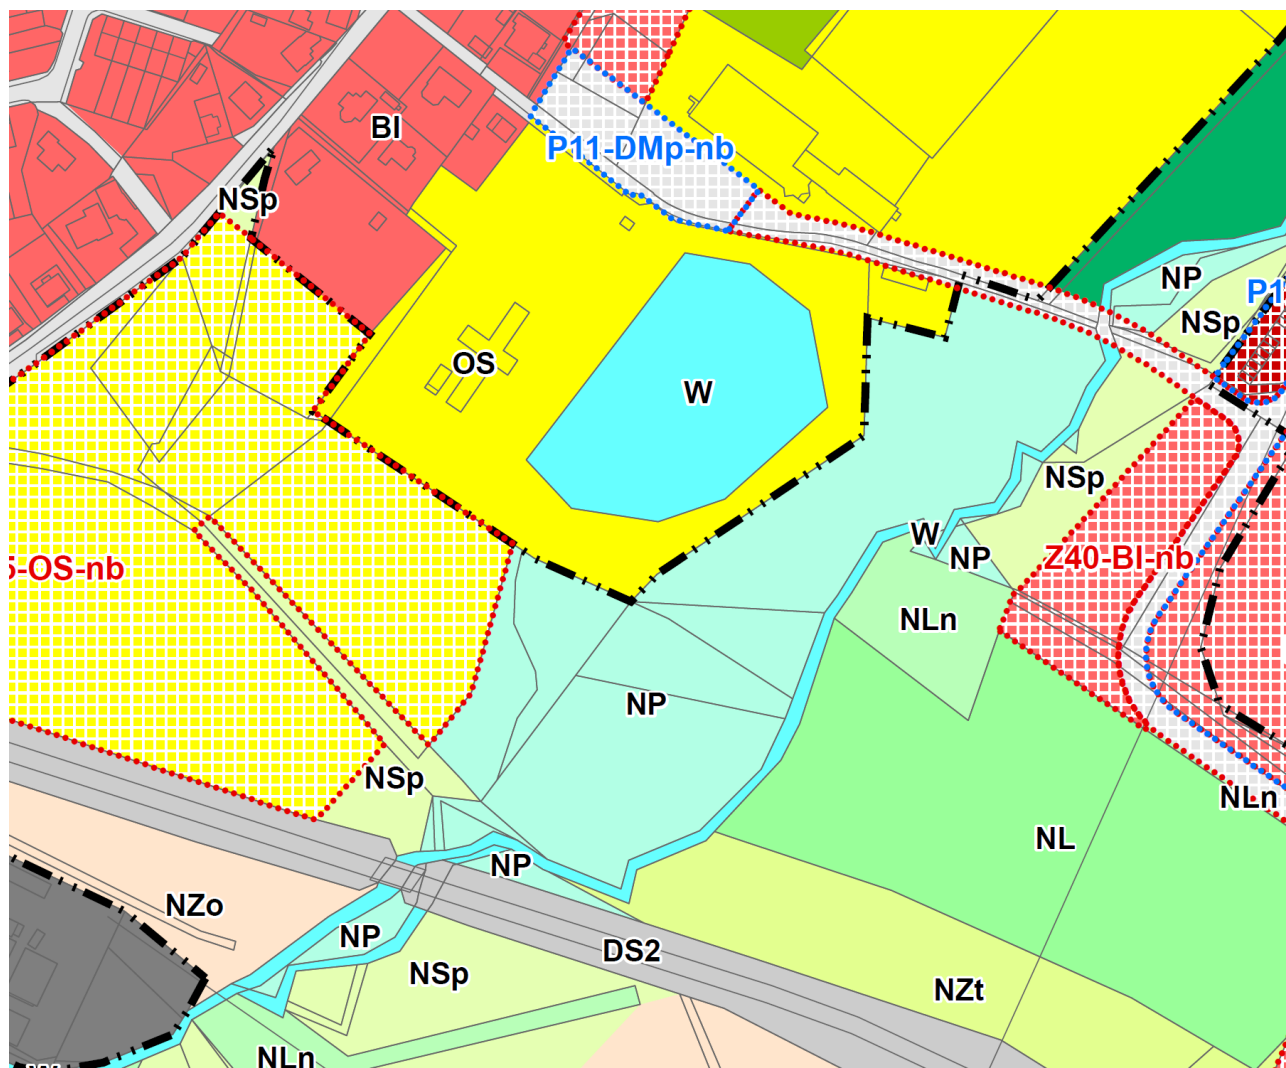 BI
P11-DMp-nb
NSp
NP
P1
NSp
OS
W
NSp
W
NP
Z40-BI-nb
5-OS-nb
NLn
NP
NSp
NLn
NL
NP
NZo
NP
DS2
NSp
NZt
NLn